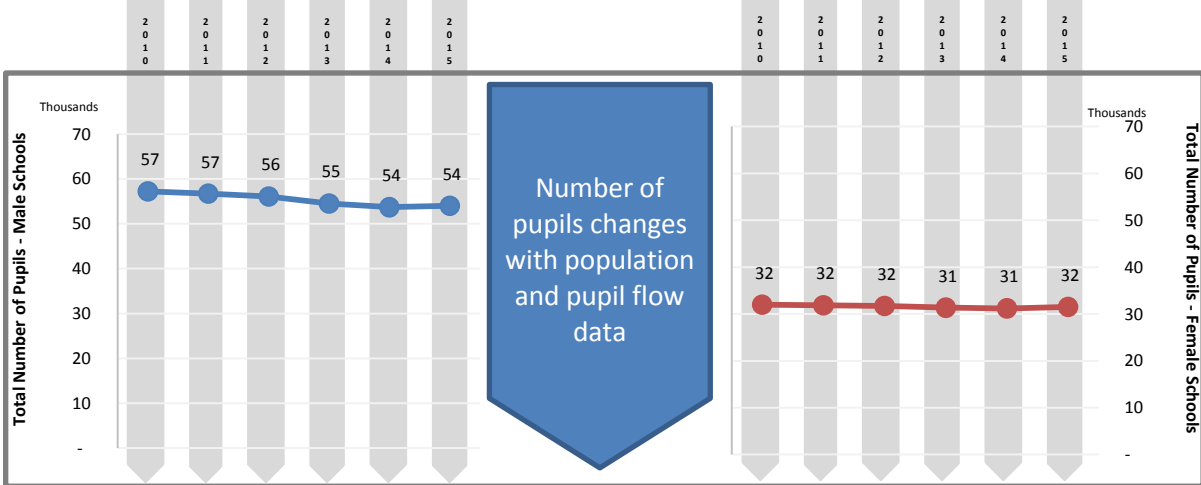 2010 2011 2012 2013 2014 2015
2010 2011 2012 2013 2014 2015
Total Number of Pupils - Male Schools
Thousands
70
60
50
40
30
20
10
-
57 57 56 55 54 54
Number of
pupils changes
with population
and pupil flow
data
Thousands
70
60
50
40
30
20
10
-
32 32 32 31 31 32
Total Number of Pupils - Female Schools